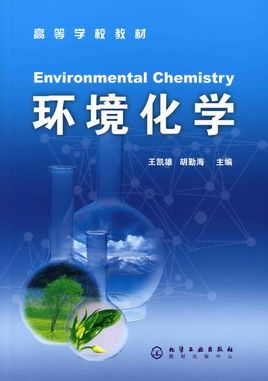 高等学校教材
Environmental Chemistry
环境化学
王凯雄 胡勤海 主编
化学工业出版社
教材出版中心